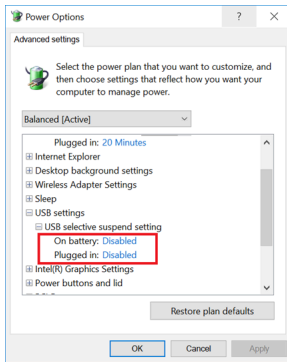 Power Options
?
Advanced settings
Select the power plan that you want to customize, and
then choose settings that reflect how you want your
computer to manage power.
Balanced [Active]
Plugged in: 20 Minutes
Internet Explorer
Desktop background settings
Wireless Adapter Settings
Sleep
USB settings
USB selective suspend setting
On battery: Disabled
Plugged in: Disabled
Intel(R) Graphics Settings
Power buttons and lid
Restore plan defaults
OK
Cancel
Apply